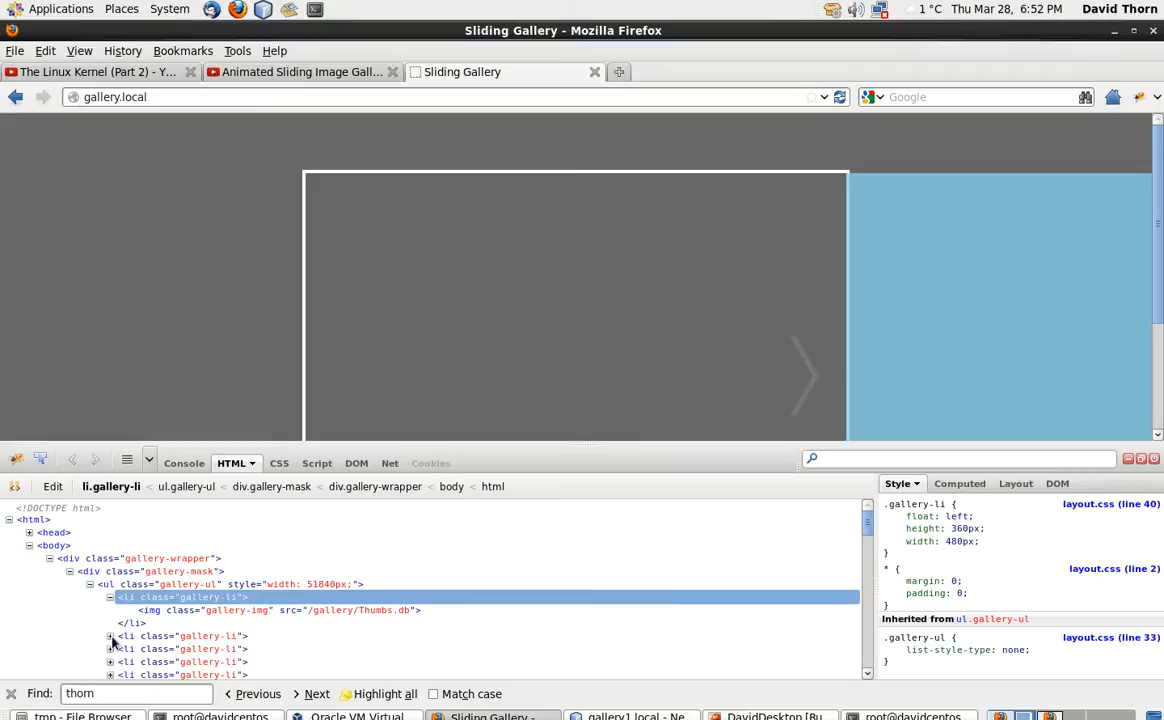 Applications Places System 1 °C Thu Mar 28, 6:52 PM David Thorn
Sliding Gallery - Mozilla Firefox
File Edit View History Bookmarks Tools Help
The Linux Kernel (Part 2) - Y... Animated Sliding Image Gall... Sliding Gallery
gallery.local Google
Console HTML CSS Script DOM Net Cookies
Edit li.gallery-li < ul.gallery-ul < div.gallery-mask < div.gallery-wrapper < body < html
Style Computed Layout DOM
<!DOCTYPE html>
<html>
<head>
<body>
<div class="gallery-wrapper">
<div class="gallery-mask">
<ul class="gallery-ul" style="width: 51840px;">
<li class="gallery-li">
<img class="gallery-img" src="/gallery/Thumbs.db">
</li>
<li class="gallery-li">
<li class="gallery-li">
<li class="gallery-li">
<li class="gallery-li">
.gallery-li { layout.css (line 40)
float: left;
height: 360px;
width: 480px;
}
* { layout.css (line 2)
margin: 0;
padding: 0;
}
Inherited from ul.gallery-ul
.gallery-ul { layout.css (line 33)
list-style-type: none;
}
Find: thorn Previous Next Highlight all Match case
tmp - File Browser root@davidcentos... Oracle VM Virtual... Sliding Gallery - ... gallery1.local - Ne... DavidDesktop [Ru... root@davidcentos...